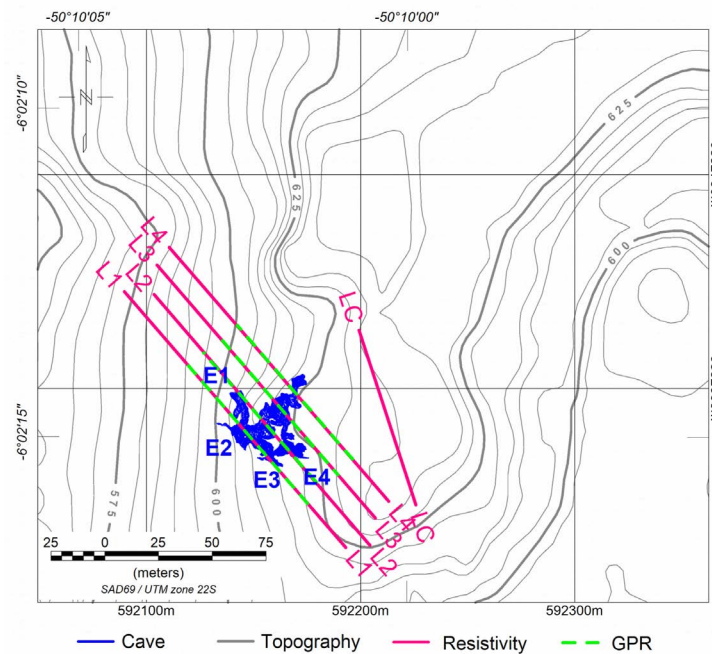 -50°10'05"
-50°10'00"
-6°02'10"
N
625
625
600
L4
L3
L2
L1
LC
E1
E2
E3
E4
-6°02'15"
575
600
LC
L4
L3
L2
L1
25 0 25 50 75
(meters)
SAD69 / UTM zone 22S
592100m
592200m
592300m
Cave
Topography
Resistivity
GPR